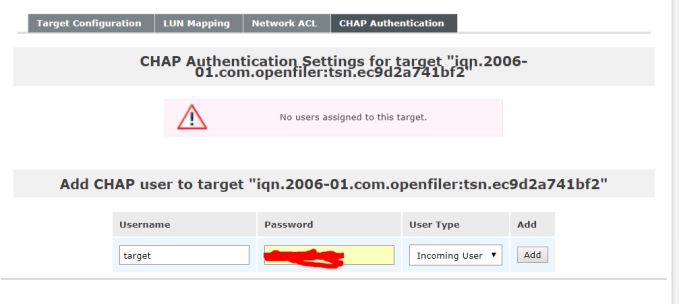 Target Configuration
LUN Mapping
Network ACL
CHAP Authentication
CHAP Authentication Settings for target "iqn.2006-
01.com.openfiler:tsn.ec9d2a741bf2"
No users assigned to this target.
Add CHAP user to target "iqn.2006-01.com.openfiler:tsn.ec9d2a741bf2"
Username Password User Type Add
target Incoming User Add